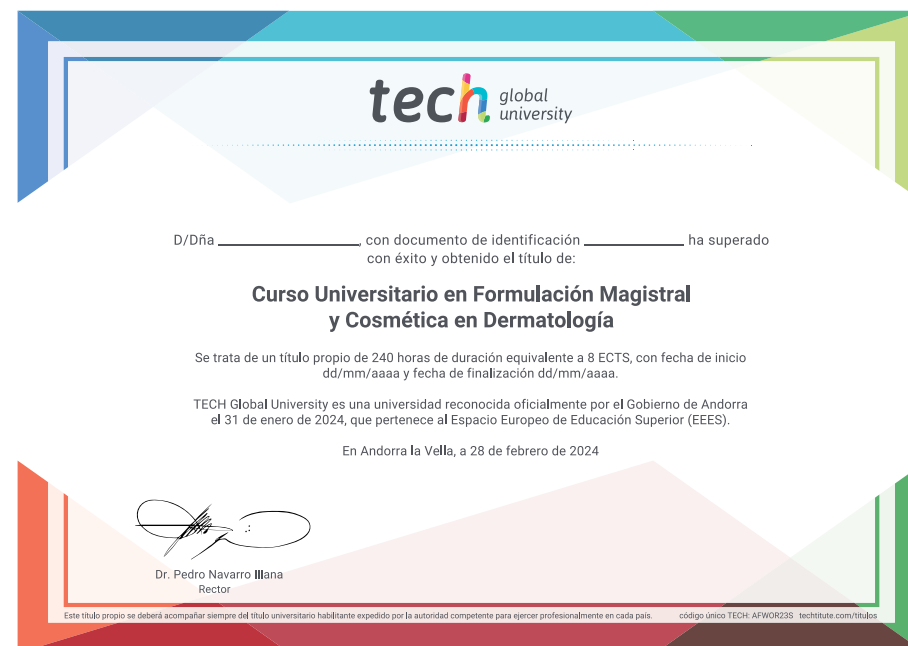 tech global university
D/Dña ____________________, con documento de identificación ______________ ha superado
con éxito y obtenido el título de:
Curso Universitario en Formulación Magistral
y Cosmética en Dermatología
Se trata de un título propio de 240 horas de duración equivalente a 8 ECTS, con fecha de inicio
dd/mm/aaaa y fecha de finalización dd/mm/aaaa.
TECH Global University es una universidad reconocida oficialmente por el Gobierno de Andorra
el 31 de enero de 2024, que pertenece al Espacio Europeo de Educación Superior (EEES).
En Andorra la Vella, a 28 de febrero de 2024
Dr. Pedro Navarro Illana
Rector
Este título propio se deberá acompañar siempre del título universitario habilitante expedido por la autoridad competente para ejercer profesionalmente en cada país. código único TECH: AFWOR23S techtitute.com/titulos